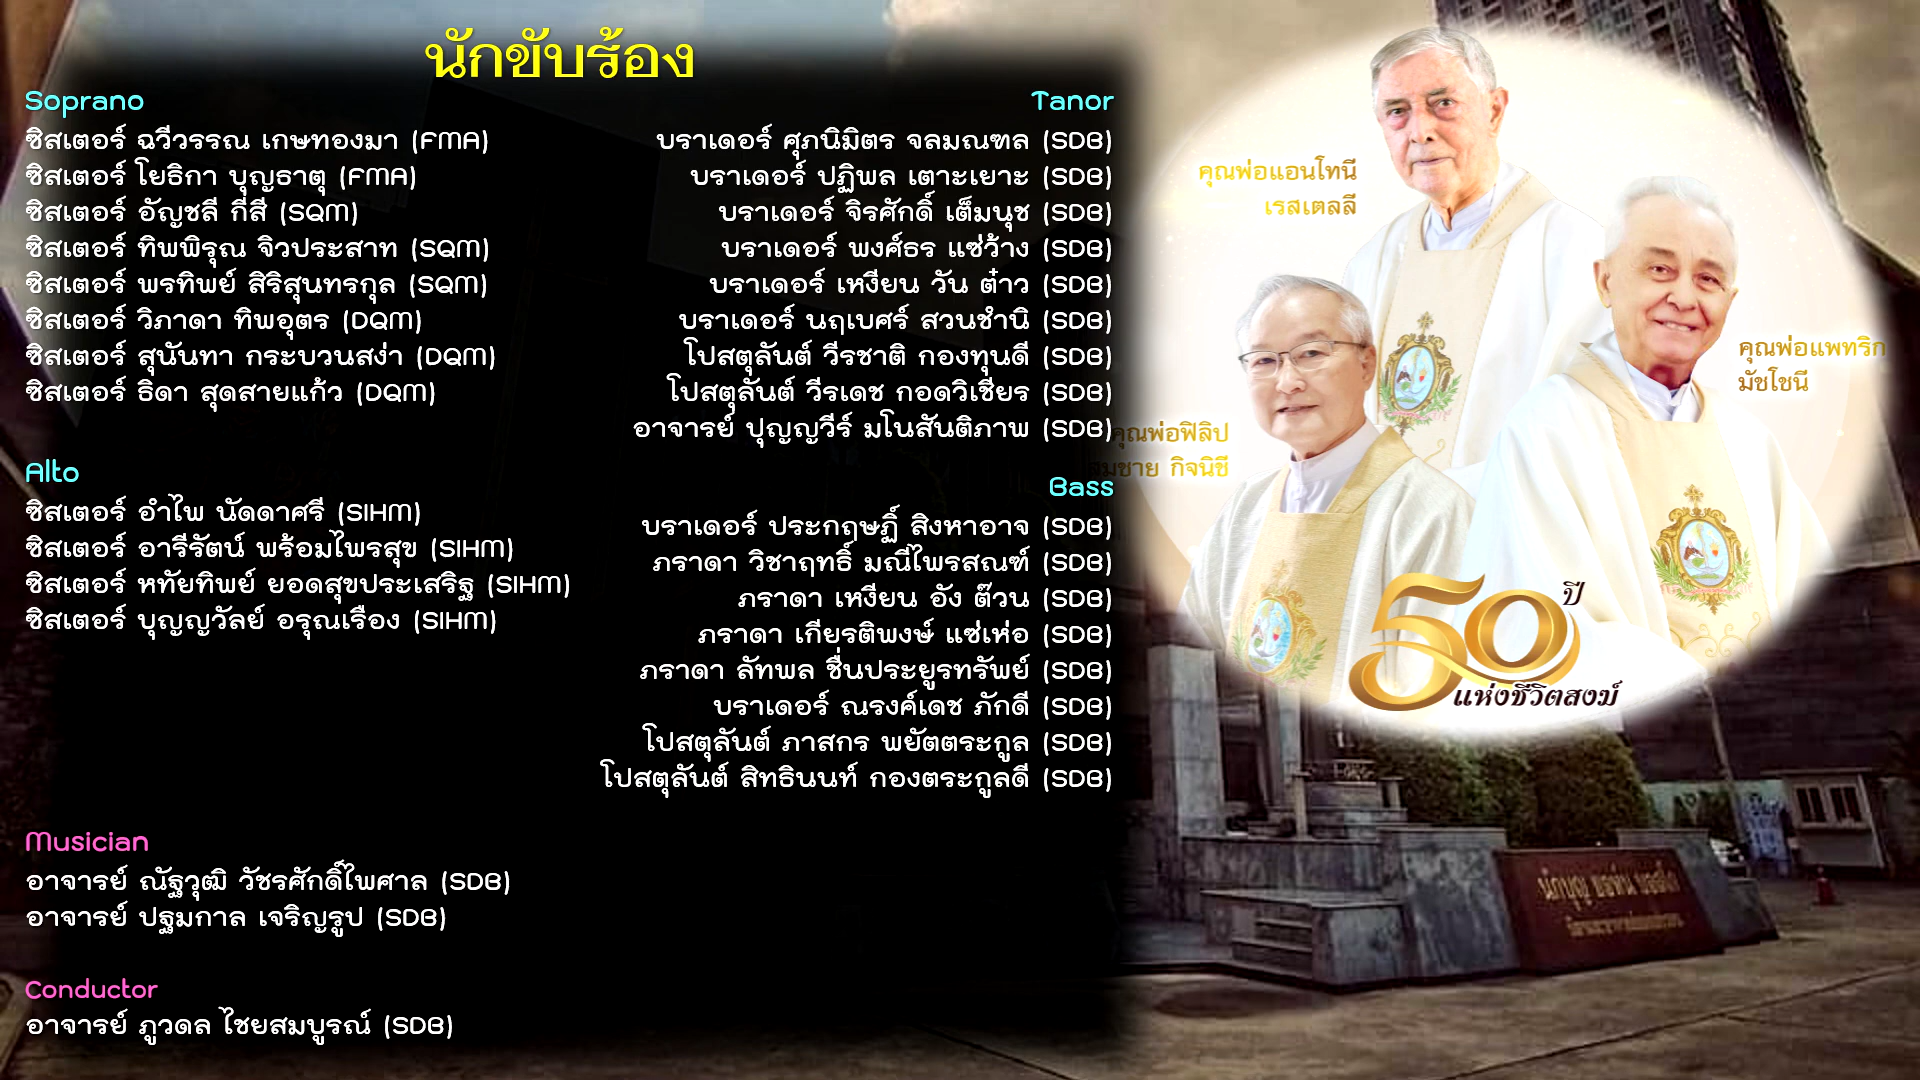 นักขับร้อง
Soprano
ซิสเตอร์ ฉวีวรรณ เกษทองมา (FMA)
ซิสเตอร์ โยธิกา บุญธาตุ (FMA)
ซิสเตอร์ อัญชลี กี่สี (SQM)
ซิสเตอร์ ทิพพิรุณ จิวประสาท (SQM)
ซิสเตอร์ พรทิพย์ สิริสุนทรกุล (SQM)
ซิสเตอร์ วิภาดา ทิพอุตร (DQM)
ซิสเตอร์ สุนันทา กระบวนสง่า (DQM)
ซิสเตอร์ ธิดา สุดสายแก้ว (DQM)
Alto
ซิสเตอร์ อำไพ นัดดาศรี (SIHM)
ซิสเตอร์ อารีรัตน์ พร้อมไพรสุข (SIHM)
ซิสเตอร์ หทัยทิพย์ ยอดสุขประเสริฐ (SIHM)
ซิสเตอร์ บุญญวัลย์ อรุณเรือง (SIHM)
Musician
อาจารย์ ณัฐวุฒิ วัชรศักดิ์ไพศาล (SDB)
อาจารย์ ปฐมกาล เจริญรูป (SDB)
Conductor
อาจารย์ ภูวดล ไชยสมบูรณ์ (SDB)
Tanor
บราเดอร์ ศุภนิมิตร จลมณฑล (SDB)
บราเดอร์ ปฏิพล เตาะเยาะ (SDB)
บราเดอร์ จิรศักดิ์ เต็มนุช (SDB)
บราเดอร์ พงศ์ธร แซ่ว้าง (SDB)
บราเดอร์ เหงียน วัน ต๋าว (SDB)
บราเดอร์ นฤเบศร์ สวนชำนิ (SDB)
โปสตุลันต์ วีรชาติ กองทุนดี (SDB)
โปสตุลันต์ วีรเดช กอดวิเชียร (SDB)
อาจารย์ ปุญญวีร์ มโนสันติภาพ (SDB)
Bass
บราเดอร์ ประกฤษฏิ์ สิงหาอาจ (SDB)
ภราดา วิชาฤทธิ์ มณีไพรสณฑ์ (SDB)
ภราดา เหงียน อัง ต๊วน (SDB)
ภราดา เกียรติพงษ์ แซ่เห่อ (SDB)
ภราดา ลัทพล ชื่นประยูรทรัพย์ (SDB)
บราเดอร์ ณรงค์เดช ภักดี (SDB)
โปสตุลันต์ ภาสกร พยัตตระกูล (SDB)
โปสตุลันต์ สิทธินนท์ กองตระกูลดี (SDB)
คุณพ่อแอนโทนี
เรสเตลลี
คุณพ่อแพทริก
มัชโชนี
คุณพ่อฟิลิป
สมชาย กิจนิชี
50 ปี
แห่งชีวิตสงฆ์